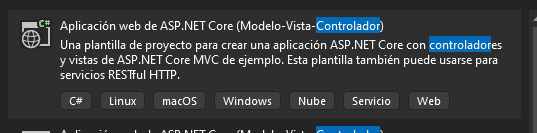 C#
Aplicación web de ASP.NET Core (Modelo-Vista-Controlador)
Una plantilla de proyecto para crear una aplicación ASP.NET Core con controladores
y vistas de ASP.NET Core MVC de ejemplo. Esta plantilla también puede usarse para
servicios RESTful HTTP.
C# Linux macOS Windows Nube Servicio Web
Aplicación web de ASP.NET Core (Modelo-Vista-Controlador)